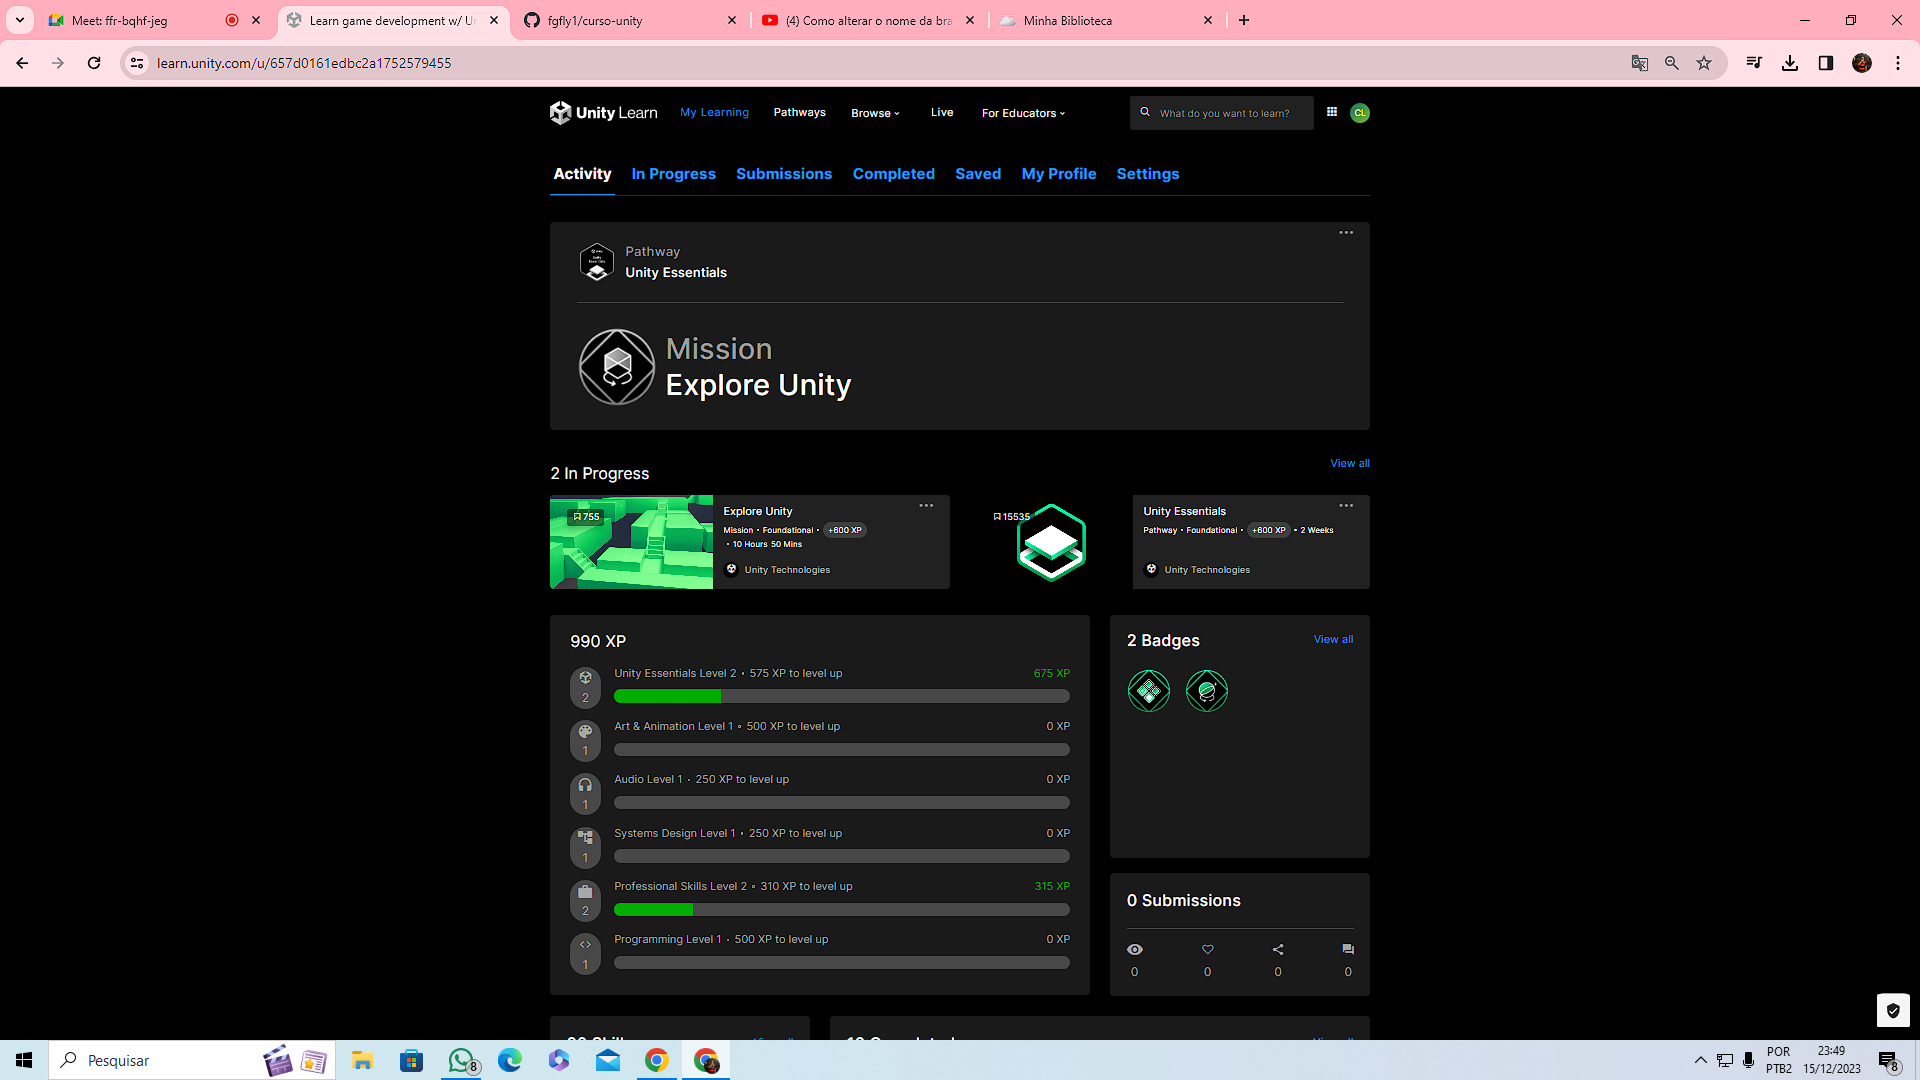 Meet: ffr-bqhf-jeg
Learn game development w/ Un
fgfly1/curso-unity
(4) Como alterar o nome da bra
Minha Biblioteca
learn.unity.com/u/657d0161edbc2a1752579455
Unity Learn
My Learning
Pathways
Browse
Live
For Educators
What do you want to learn?
CL
Activity
In Progress
Submissions
Completed
Saved
My Profile
Settings
Pathway
Unity Essentials
Mission
Explore Unity
2 In Progress
View all
755
Explore Unity
Mission • Foundational • +600 XP
• 10 Hours 50 Mins
Unity Technologies
15535
Unity Essentials
Pathway • Foundational • +600 XP • 2 Weeks
Unity Technologies
990 XP
2
Unity Essentials Level 2 • 575 XP to level up
675 XP
1
Art & Animation Level 1 • 500 XP to level up
0 XP
1
Audio Level 1 • 250 XP to level up
0 XP
1
Systems Design Level 1 • 250 XP to level up
0 XP
2
Professional Skills Level 2 • 310 XP to level up
315 XP
1
Programming Level 1 • 500 XP to level up
0 XP
2 Badges
View all
0 Submissions
0
0
0
0
Pesquisar
8
POR
PTB2
23:49
15/12/2023
8